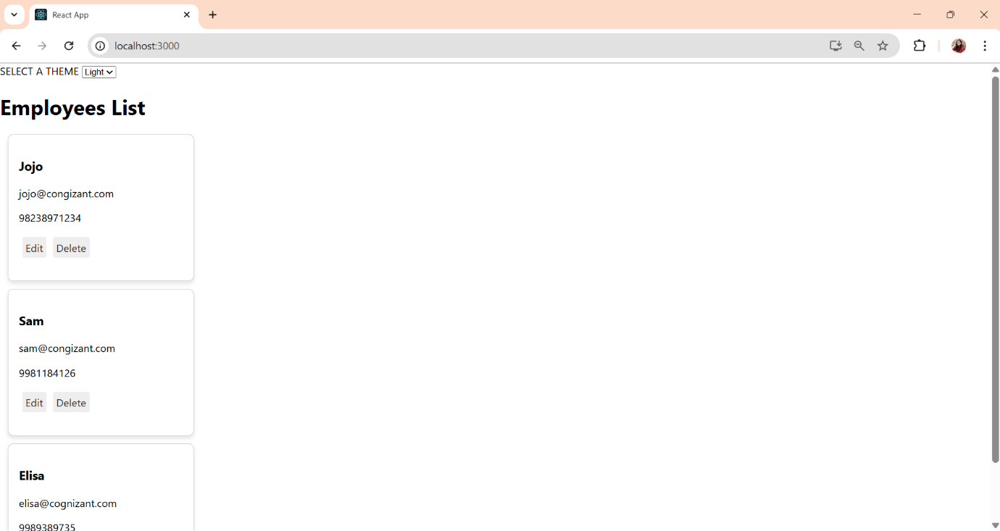 React App
localhost:3000
SELECT A THEME Light
Employees List
Jojo
jojo@congizant.com
98238971234
Edit Delete
Sam
sam@congizant.com
9981184126
Edit Delete
Elisa
elisa@cognizant.com
9989389735